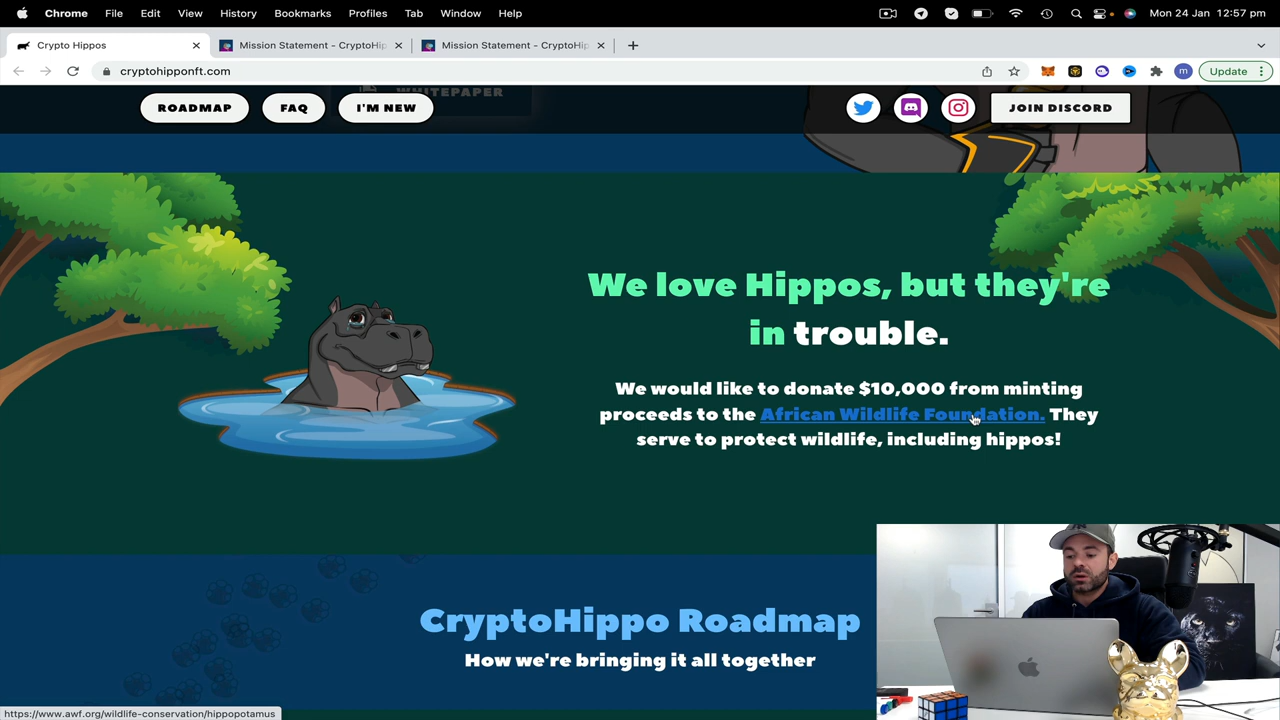 Chrome File Edit View History Bookmarks Profiles Tab Window Help Mon 24 Jan 12:57 pm
Crypto Hippos Mission Statement - CryptoHip Mission Statement - CryptoHip
cryptohipponft.com Update
WHITEPAPER
ROADMAP FAQ I'M NEW JOIN DISCORD
We love Hippos, but they're
in trouble.
We would like to donate $10,000 from minting
proceeds to the African Wildlife Foundation. They
serve to protect wildlife, including hippos!
CryptoHippo Roadmap
How we're bringing it all together
https://www.awf.org/wildlife-conservation/hippopotamus